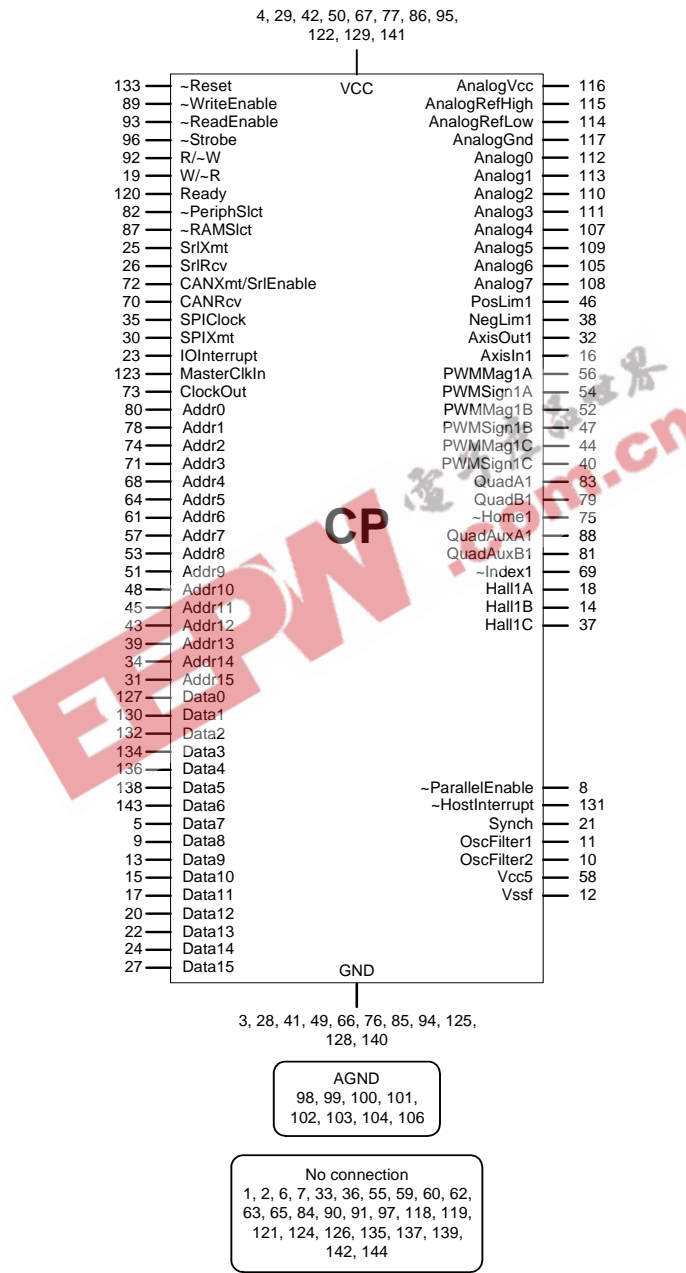 4, 29, 42, 50, 67, 77, 86, 95,
122, 129, 141
VCC
133 ~Reset
89 ~WriteEnable
93 ~ReadEnable
96 ~Strobe
92 R/~W
19 W/~R
120 Ready
82 ~PeriphSlct
87 ~RAMSlct
25 SrlXmt
26 SrlRcv
72 CANXmt/SrlEnable
70 CANRcv
35 SPIClock
30 SPIXmt
23 IOInterrupt
123 MasterClkIn
73 ClockOut
80 Addr0
78 Addr1
74 Addr2
71 Addr3
68 Addr4
64 Addr5
61 Addr6
57 Addr7
53 Addr8
51 Addr9
48 Addr10
45 Addr11
43 Addr12
39 Addr13
34 Addr14
31 Addr15
127 Data0
130 Data1
132 Data2
134 Data3
136 Data4
138 Data5
143 Data6
5 Data7
9 Data8
13 Data9
15 Data10
17 Data11
20 Data12
22 Data13
24 Data14
27 Data15
CP
AnalogVcc 116
AnalogRefHigh 115
AnalogRefLow 114
AnalogGnd 117
Analog0 112
Analog1 113
Analog2 110
Analog3 111
Analog4 107
Analog5 109
Analog6 105
Analog7 108
PosLim1 46
NegLim1 38
AxisOut1 32
AxisIn1 16
PWMMag1A 56
PWMSign1A 54
PWMMag1B 52
PWMSign1B 47
PWMMag1C 44
PWMSign1C 40
QuadA1 83
QuadB1 79
~Home1 75
QuadAuxA1 88
QuadAuxB1 81
~Index1 69
Hall1A 18
Hall1B 14
Hall1C 37
~ParallelEnable 8
~HostInterrupt 131
Synch 21
OscFilter1 11
OscFilter2 10
Vcc5 58
Vssf 12
GND
3, 28, 41, 49, 66, 76, 85, 94, 125,
128, 140
AGND
98, 99, 100, 101,
102, 103, 104, 106
No connection
1, 2, 6, 7, 33, 36, 55, 59, 60, 62,
63, 65, 84, 90, 91, 97, 118, 119,
121, 124, 126, 135, 137, 139,
142, 144
EEPW.com.cn
電子產品世界